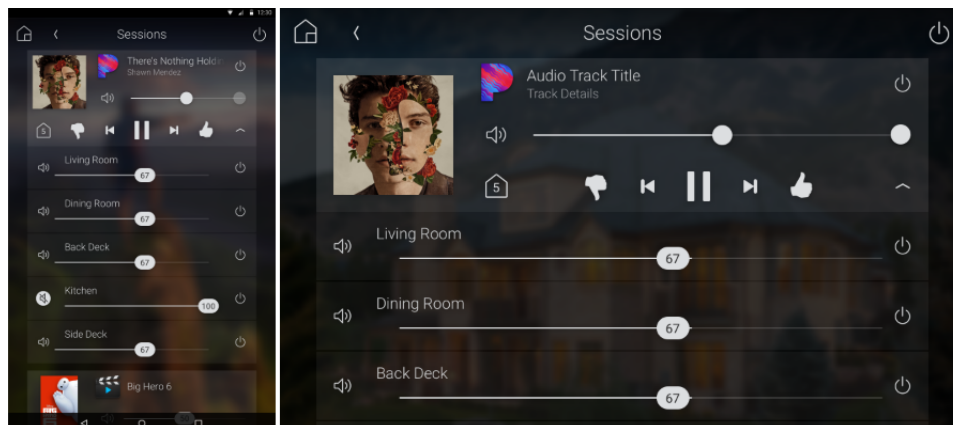 12:30
Sessions
There's Nothing Holdi
Shawn Mendez
5
Living Room
67
Dining Room
67
Back Deck
67
Kitchen
100
Side Deck
67
Big Hero 6
Sessions
Audio Track Title
Track Details
5
Living Room
67
Dining Room
67
Back Deck
67